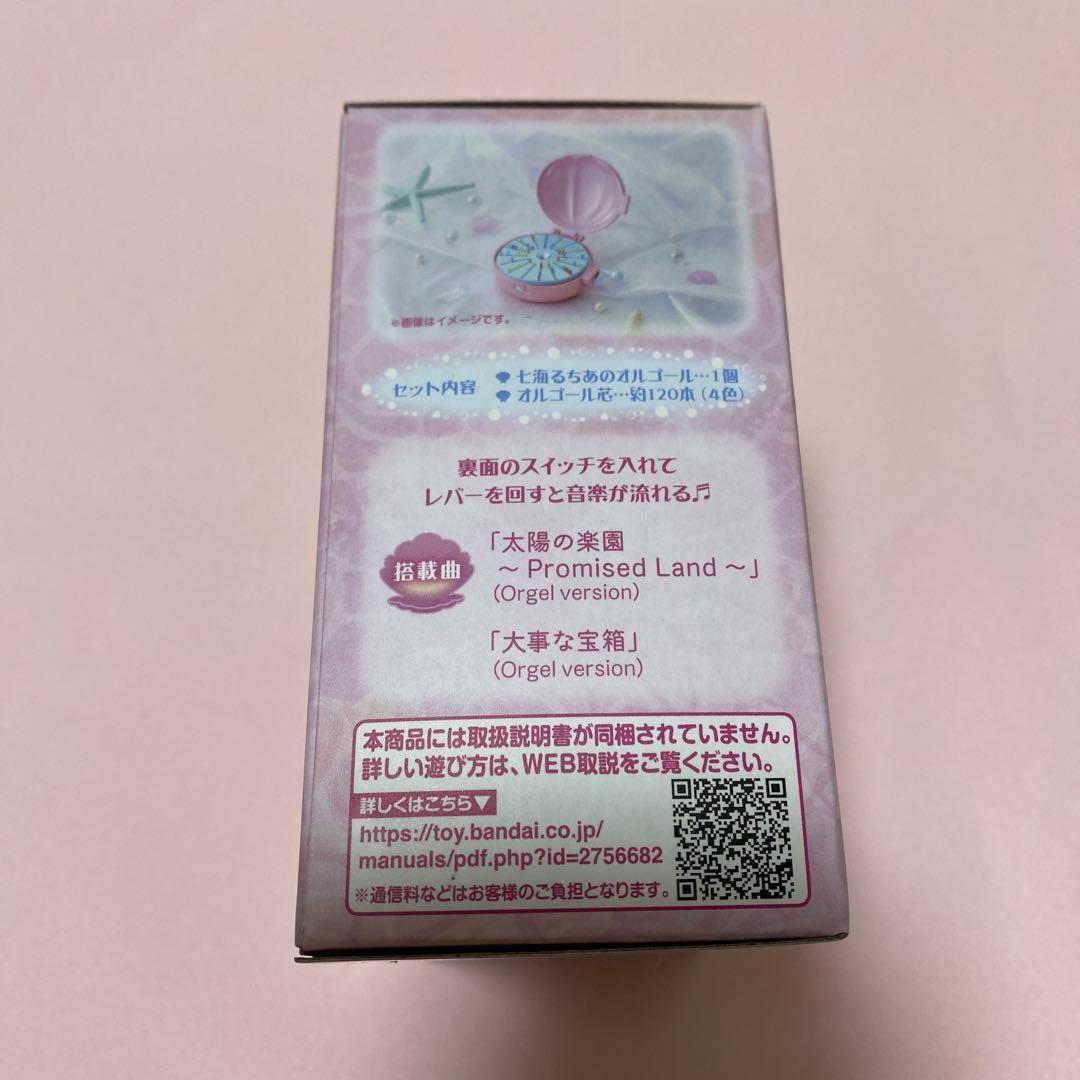 ※画像はイメージです。
セット内容
七海るちあのオルゴール…1個
オルゴール芯…約120本（4色）
裏面のスイッチを入れて
レバーを回すと音楽が流れる♬
搭載曲
「太陽の楽園
～Promised Land～」
(Orgel version)
「大事な宝箱」
(Orgel version)
本商品には取扱説明書が同梱されていません。
詳しい遊び方は、WEB取説をご覧ください。
詳しくはこちら▼
https://toy.bandai.co.jp/
manuals/pdf.php?id=2756682
※通信料などはお客様のご負担となります。